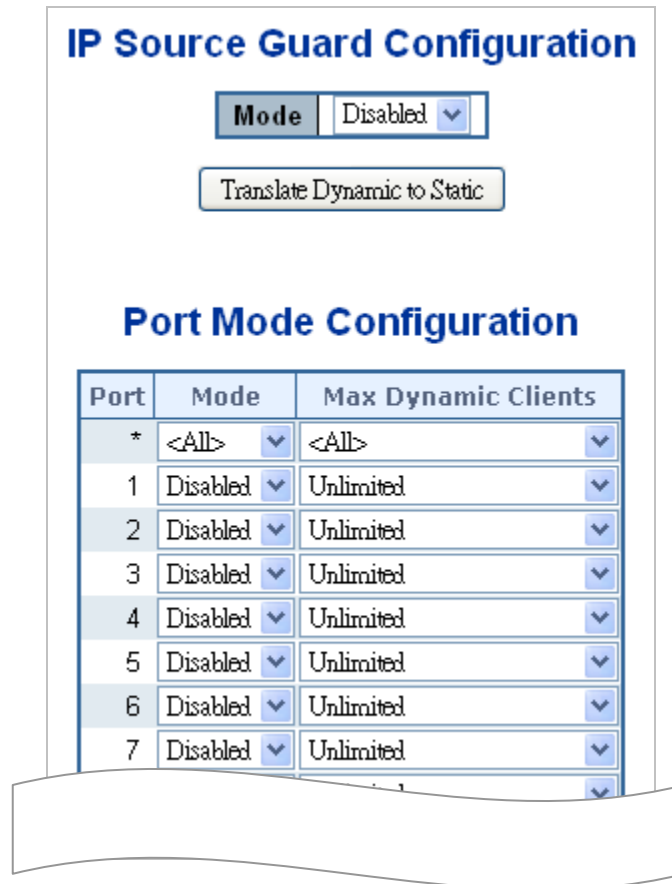 IP Source Guard Configuration
Mode Disabled
Translate Dynamic to Static
Port Mode Configuration
Port Mode Max Dynamic Clients
* <All> <All>
1 Disabled Unlimited
2 Disabled Unlimited
3 Disabled Unlimited
4 Disabled Unlimited
5 Disabled Unlimited
6 Disabled Unlimited
7 Disabled Unlimited